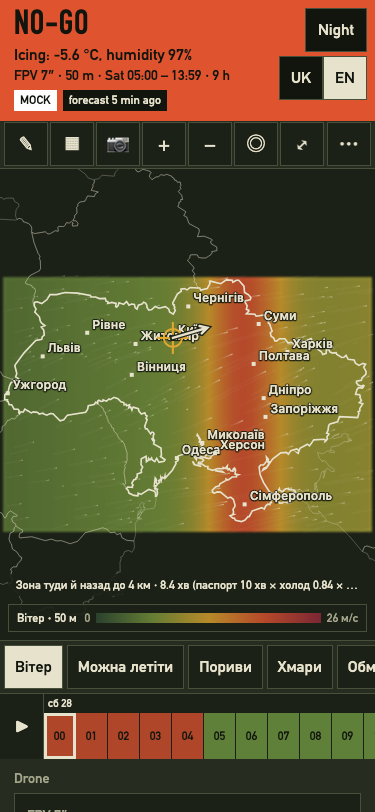 NO-GO
Night
Icing: -5.6 °C, humidity 97%
FPV 7″ · 50 m · Sat 05:00 – 13:59 · 9 h
UK EN
MOCK forecast 5 min ago
Чернігів
Суми
Рівне
Київ
Житомир
Харків
Львів
Полтава
Вінниця
Ужгород
Дніпро
Запоріжжя
Миколаїв
Одеса
Херсон
Сімферополь
Зона туди й назад до 4 км · 8.4 хв (паспорт 10 хв × холод 0.84 × …
Вітер · 50 м 0 26 м/с
Вітер Можна летіти Пориви Хмари Обм
сб 28
00 01 02 03 04 05 06 07 08 09
Drone
FPV 7″